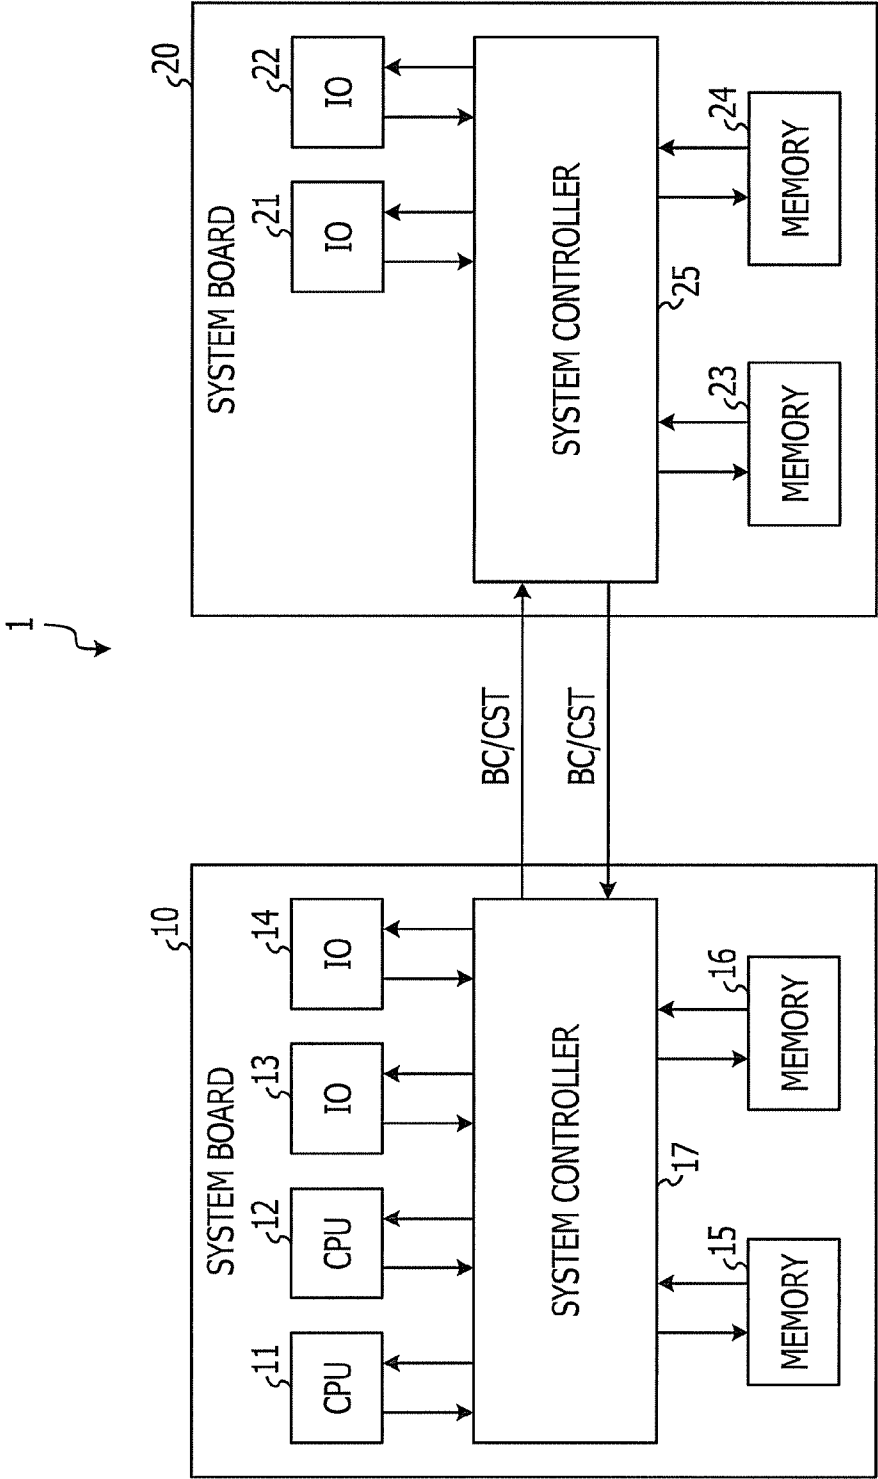 1
10
SYSTEM BOARD
11
CPU
12
CPU
13
IO
14
IO
SYSTEM CONTROLLER
17
15
MEMORY
16
MEMORY
BC/CST
BC/CST
20
SYSTEM BOARD
21
IO
22
IO
SYSTEM CONTROLLER
25
23
MEMORY
24
MEMORY